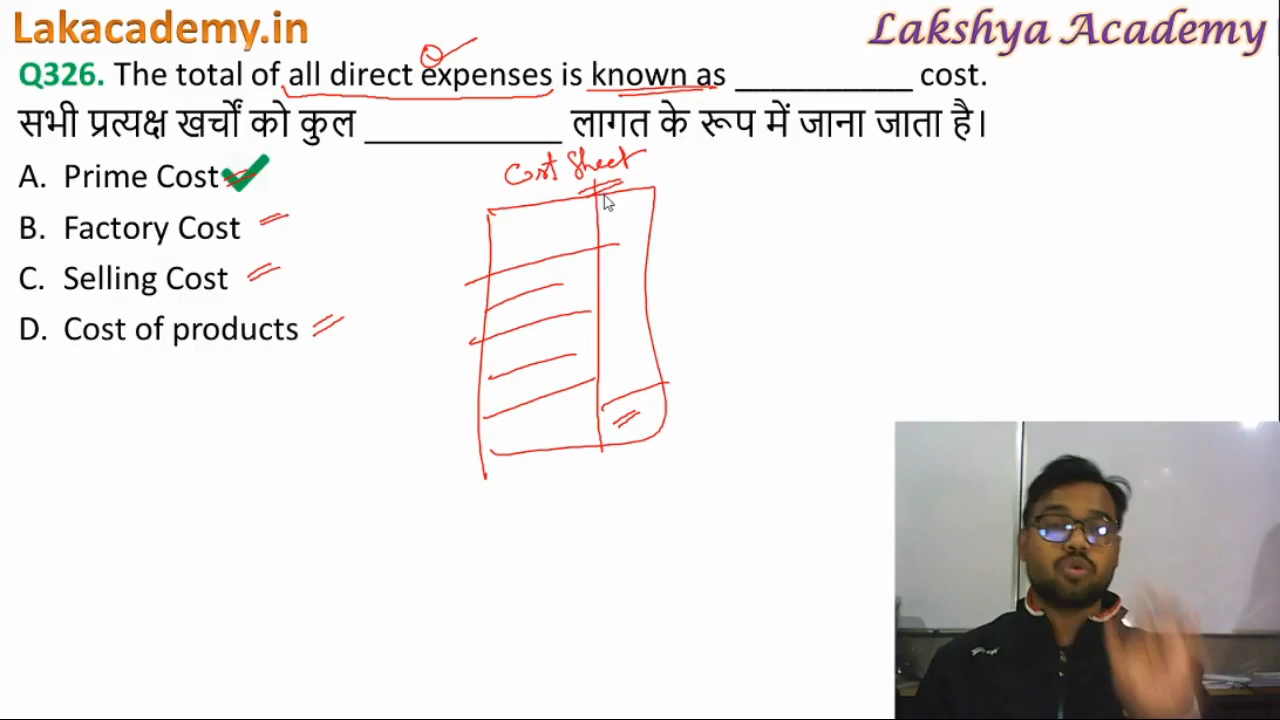 Lakacademy.in
Lakshya Academy
Q326. The total of all direct expenses is known as ___________ cost.
सभी प्रत्यक्ष खर्चों को कुल ____________ लागत के रूप में जाना जाता है।
Cost Sheet
A. Prime Cost
B. Factory Cost
C. Selling Cost
D. Cost of products